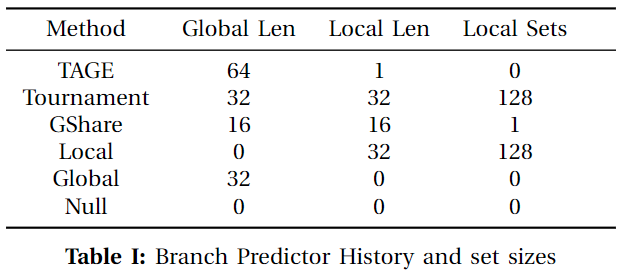 Method Global Len Local Len Local Sets
TAGE 64 1 0
Tournament 32 32 128
GShare 16 16 1
Local 0 32 128
Global 32 0 0
Null 0 0 0
Table I: Branch Predictor History and set sizes